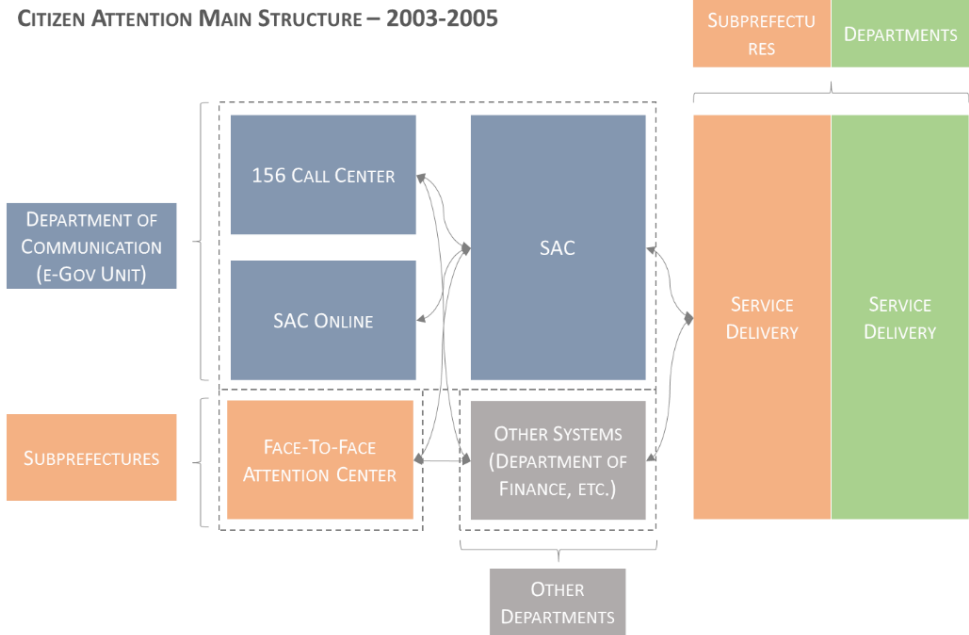 CITIZEN ATTENTION MAIN STRUCTURE – 2003-2005
SUBPREFECTU
RES
DEPARTMENTS
156 CALL CENTER
DEPARTMENT OF
COMMUNICATION
(E-GOV UNIT)
SAC
SAC ONLINE
SERVICE
DELIVERY
SERVICE
DELIVERY
SUBPREFECTURES
FACE-TO-FACE
ATTENTION CENTER
OTHER SYSTEMS
(DEPARTMENT OF
FINANCE, ETC.)
OTHER
DEPARTMENTS